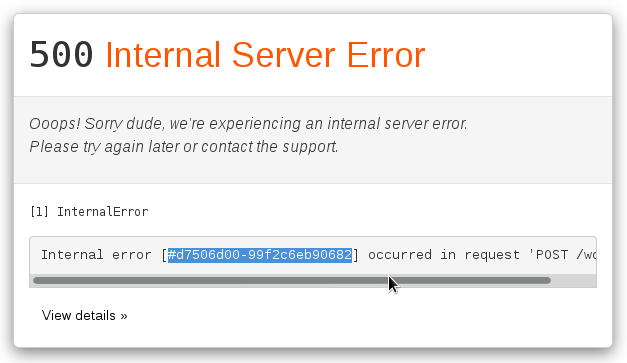 500 Internal Server Error
Ooops! Sorry dude, we're experiencing an internal server error.
Please try again later or contact the support.
[1] InternalError
Internal error [#d7506d00-99f2c6eb90682] occurred in request 'POST
View details »